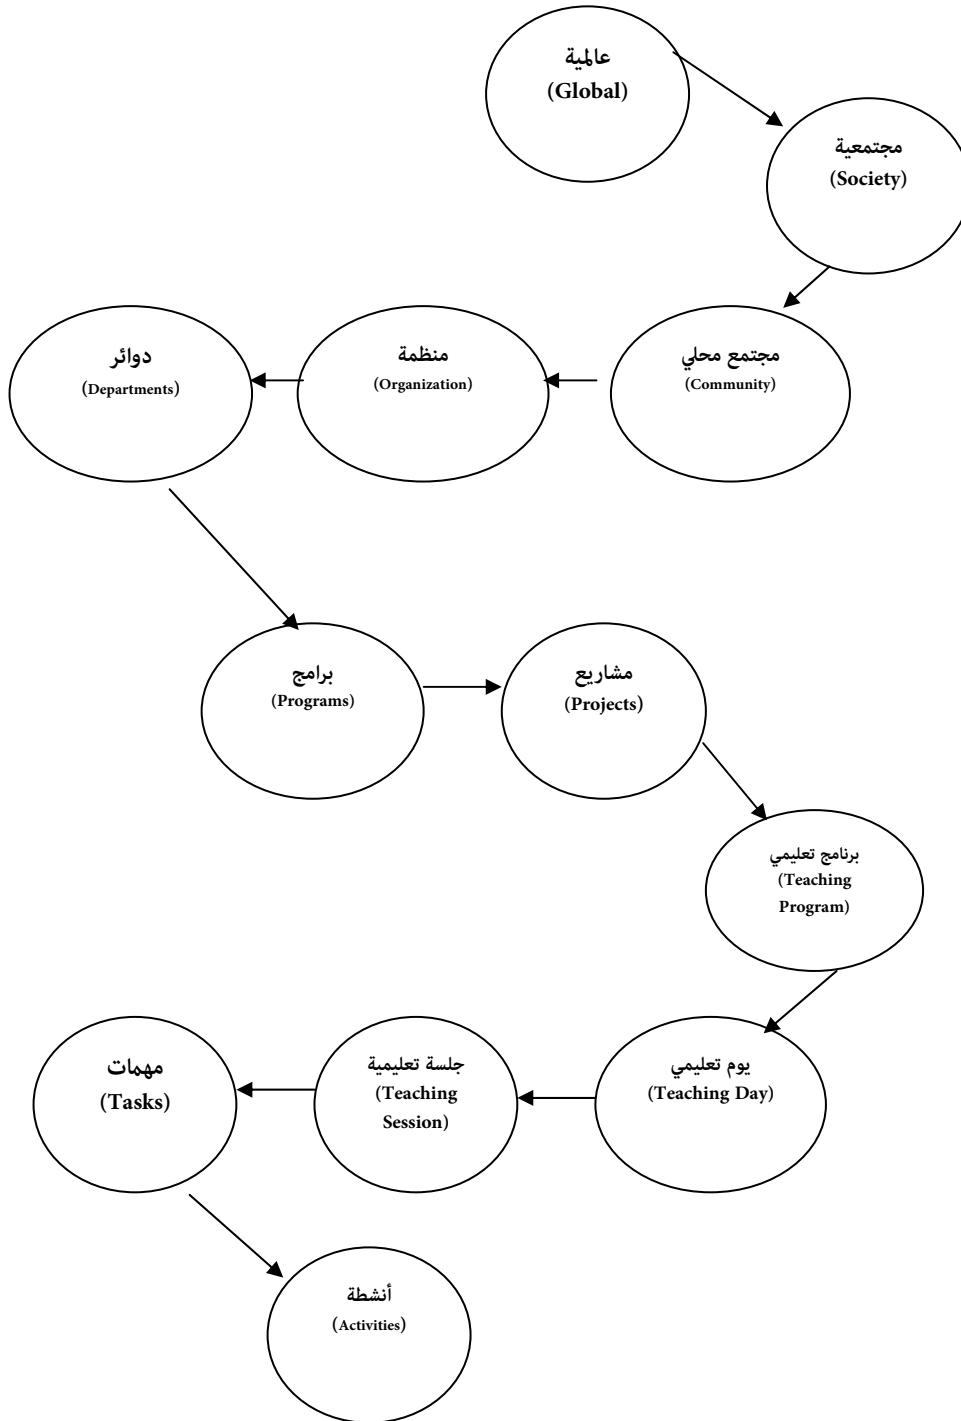 عالمية
(Global)
مجتمعية
(Society)
مجتمع محلي
(Community)
منظمة
(Organization)
دوائر
(Departments)
برامج
(Programs)
مشاريع
(Projects)
برنامج تعليمي
(Teaching
Program)
يوم تعليمي
(Teaching Day)
جلسة تعليمية
(Teaching
Session)
مهمات
(Tasks)
أنشطة
(Activities)